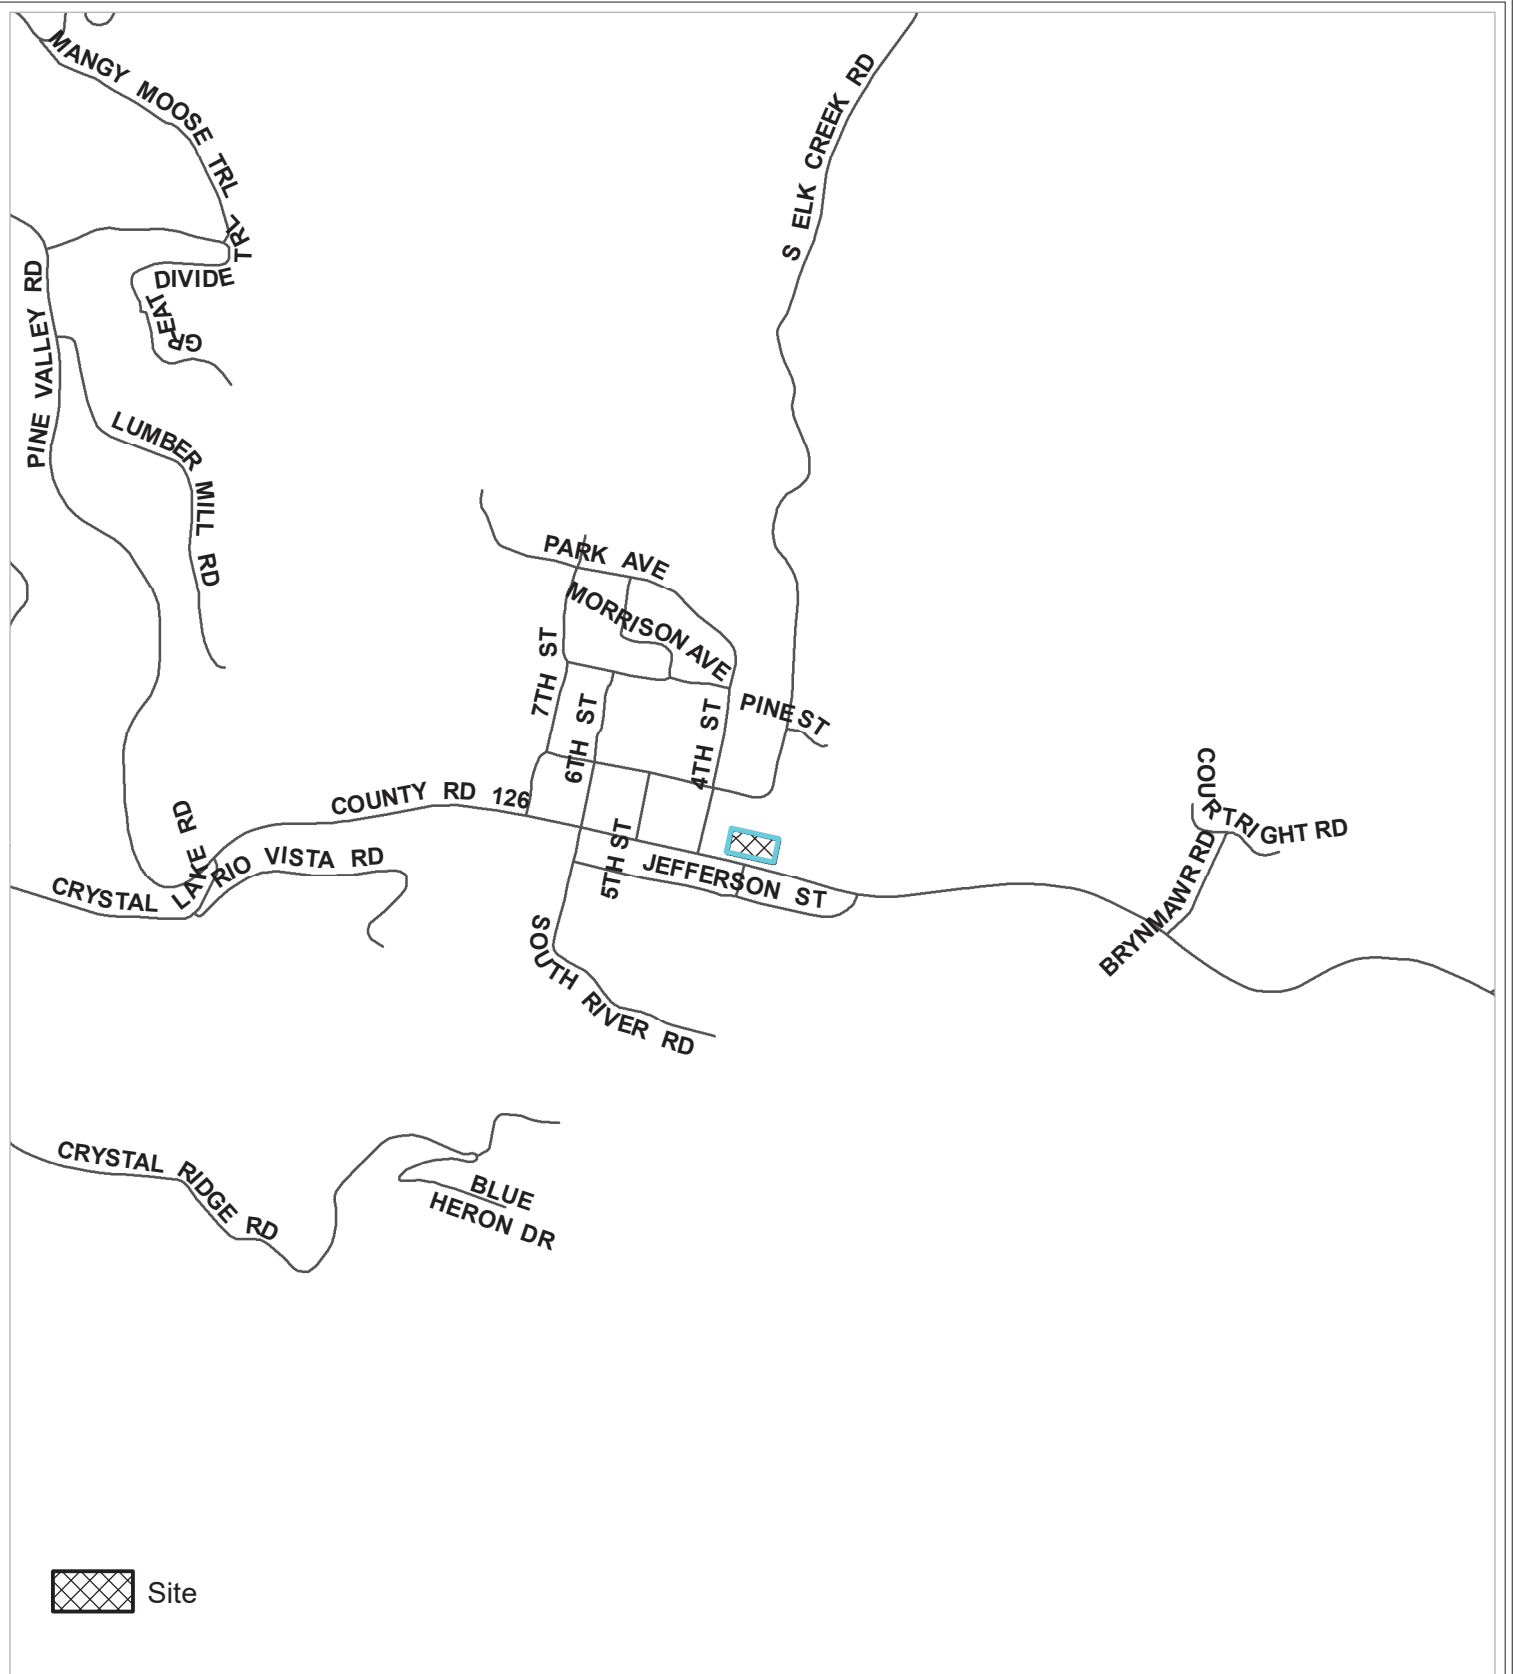 MANGY MOOSE TRL
S ELK CREEK RD
GREAT DIVIDE TRL
PINE VALLEY RD
LUMBER MILL RD
PARK AVE
MORRISON AVE
7TH ST
6TH ST
4TH ST
PINE ST
COURTRIGHT RD
COUNTY RD 126
LAKE RD
RIO VISTA RD
5TH ST
JEFFERSON ST
CRYSTAL
BRYNMAWR RD
SOUTH RIVER RD
CRYSTAL RIDGE RD
BLUE
HERON DR
Site